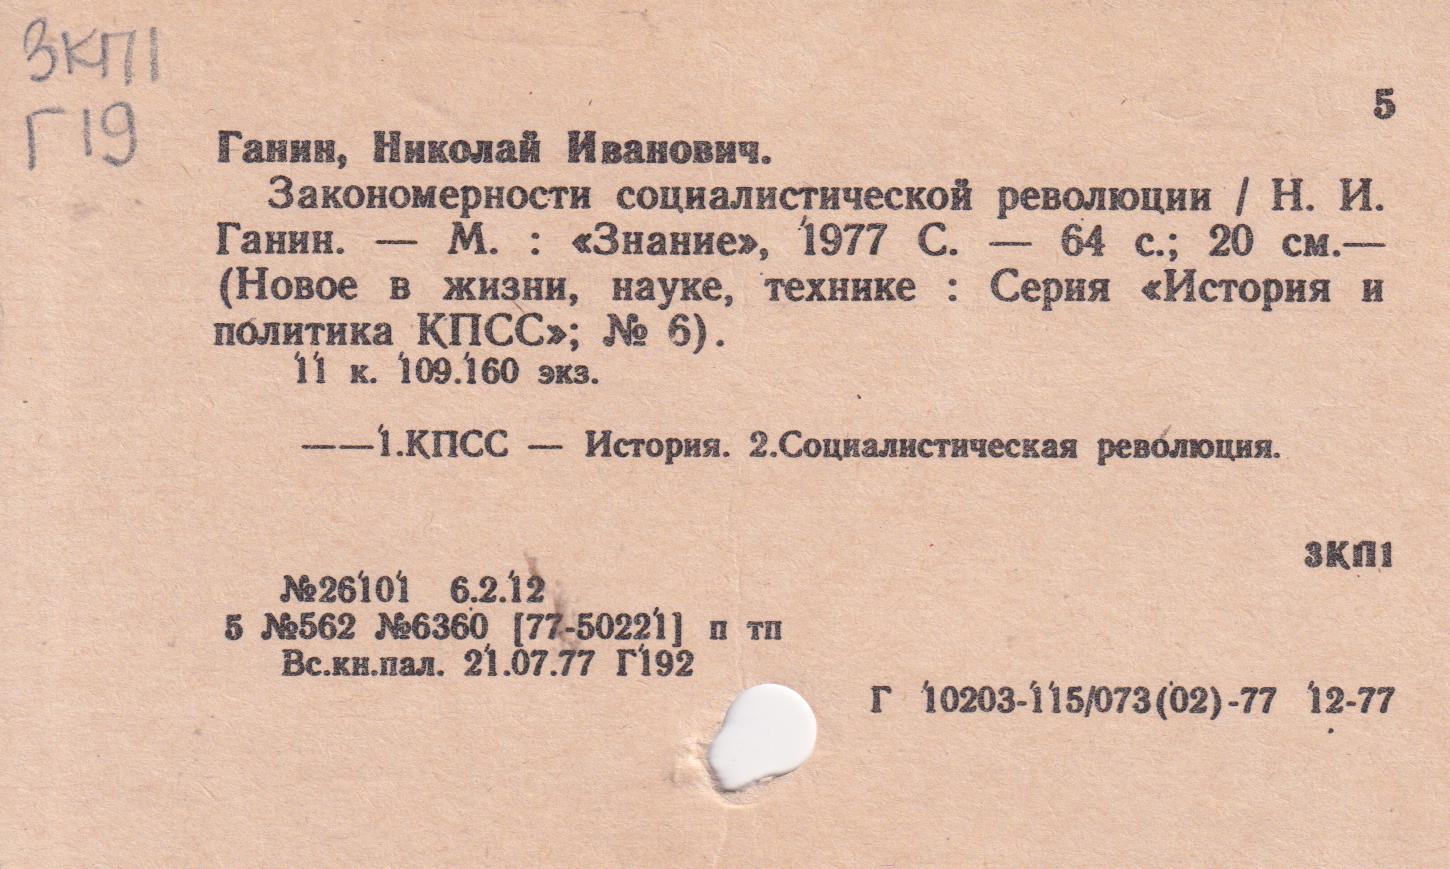 3КП1
Г19
5
Ганин, Николай Иванович.
Закономерности социалистической революции / Н. И.
Ганин. — М. : «Знание», 1977 С. — 64 с.; 20 см.—
(Новое в жизни, науке, технике : Серия «История и
политика КПСС»; № 6).
11 к. 109.160 экз.
——1.КПСС — История. 2.Социалистическая революция.
3КП1
№26101 6.2.12
5 №562 №6360 [77-50221] п тп
Вс.кн.пал. 21.07.77 Г192
Г 10203-115/073(02)-77 12-77